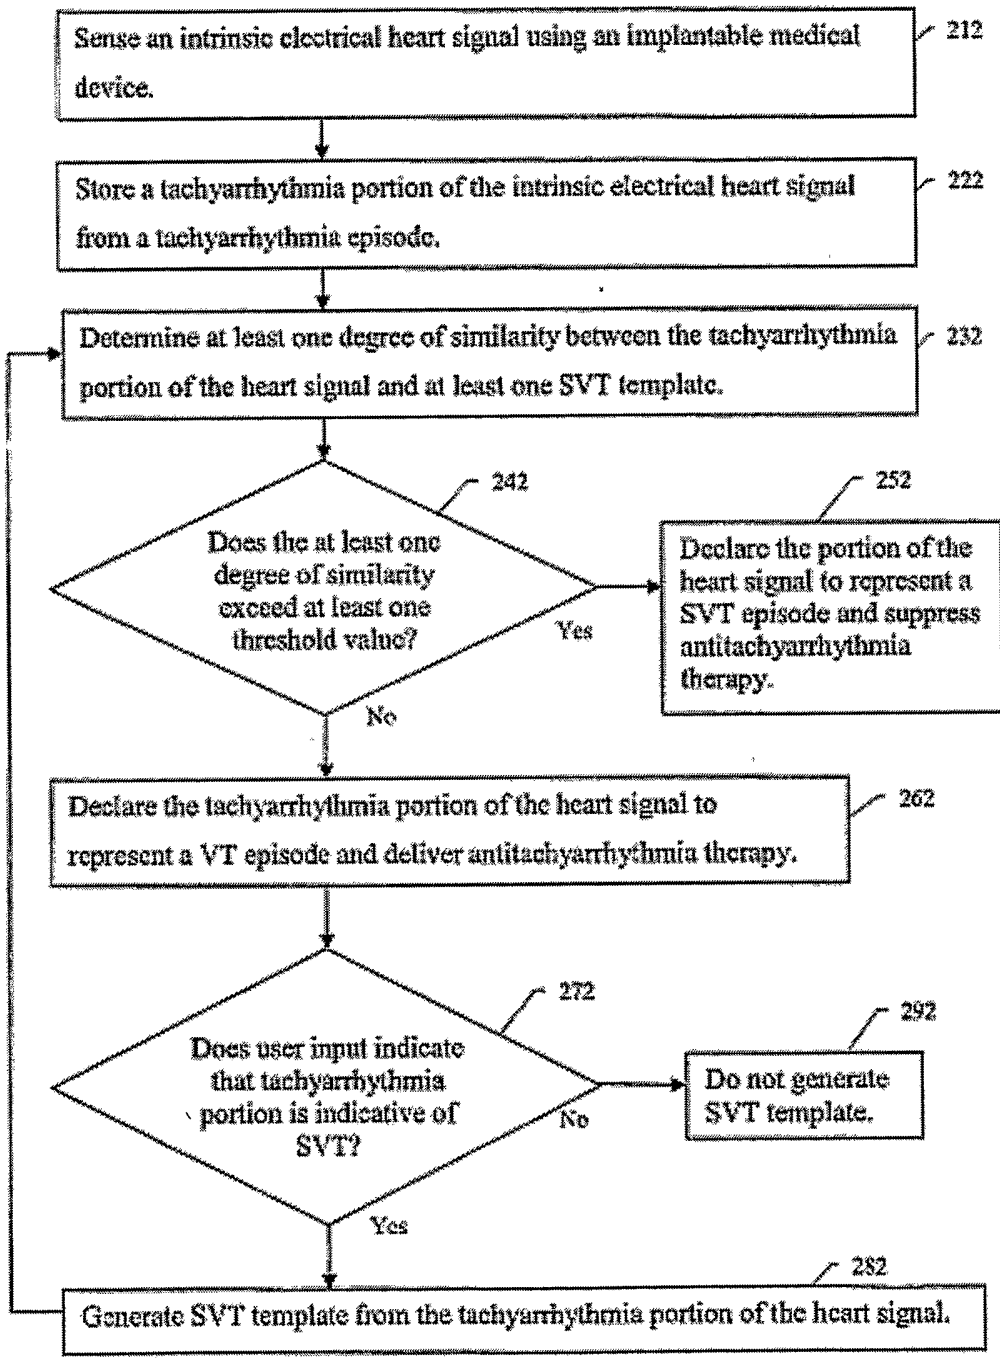 Sense an intrinsic electrical heart signal using an implantable medical
device.
212
Store a tachyarrhythmia portion of the intrinsic electrical heart signal
from a tachyarrhythmia episode.
222
Determine at least one degree of similarity between the tachyarrhythmia
portion of the heart signal and at least one SVT template.
232
242
Does the at least one
degree of similarity
exceed at least one
threshold value?
Yes
No
252
Declare the portion of the
heart signal to represent a
SVT episode and suppress
antitachyarrhythmia
therapy.
Declare the tachyarrhythmia portion of the heart signal to
represent a VT episode and deliver antitachyarrhythmia therapy.
262
272
Does user input indicate
that tachyarrhythmia
portion is indicative of
SVT?
No
Yes
292
Do not generate
SVT template.
282
Generate SVT template from the tachyarrhythmia portion of the heart signal.